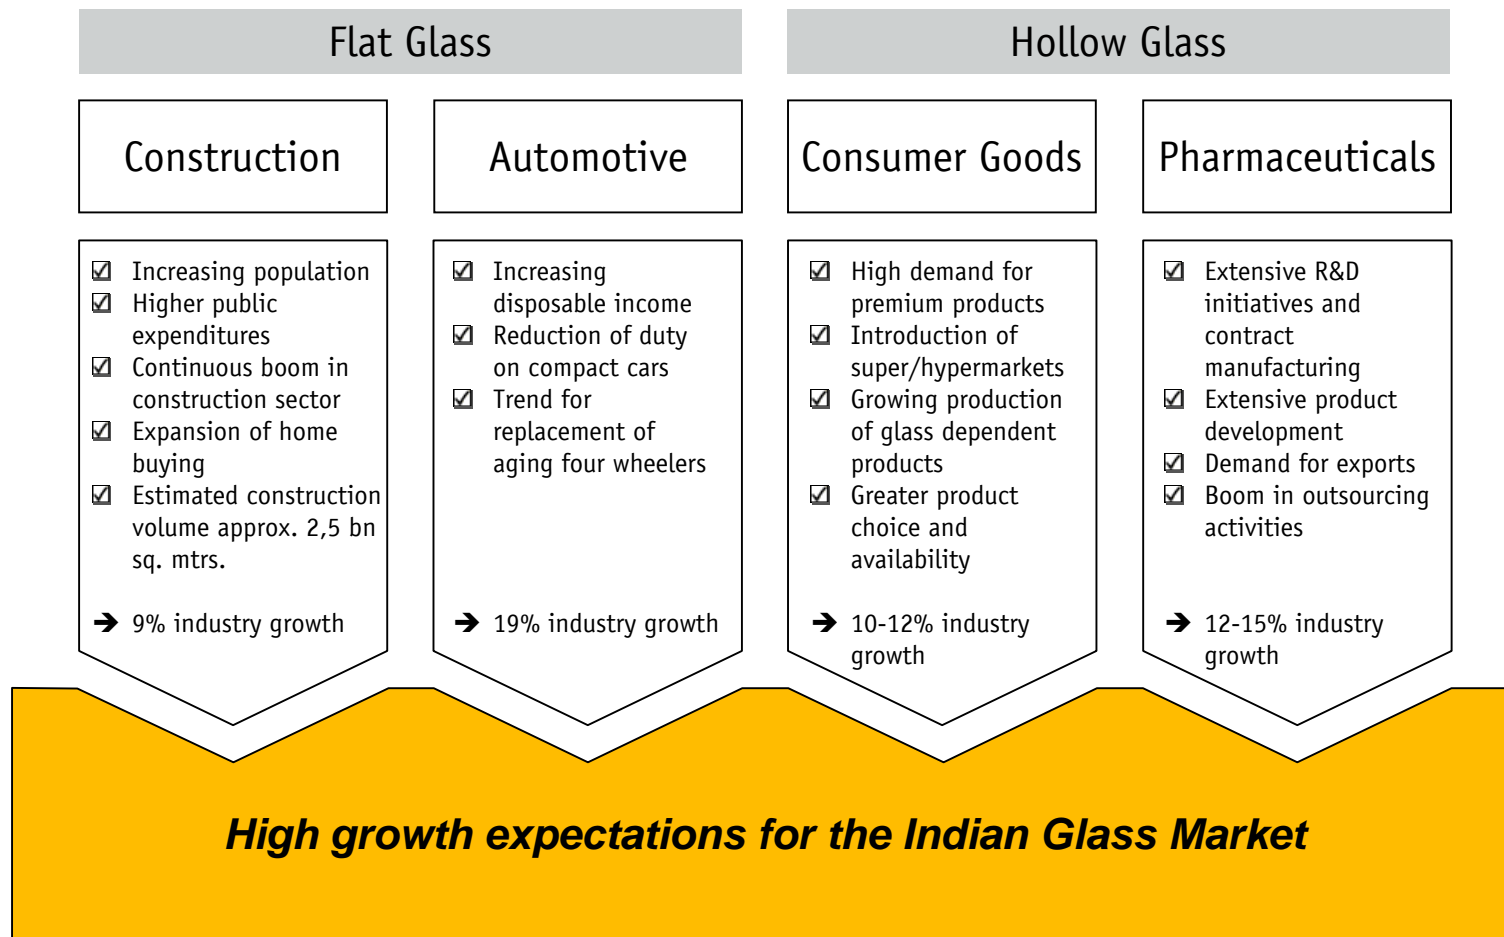 Flat Glass
Hollow Glass
Construction
Automotive
Consumer Goods
Pharmaceuticals
Increasing population
Higher public
expenditures
Continuous boom in
construction sector
Expansion of home
buying
Estimated construction
volume approx. 2,5 bn
sq. mtrs.
➔ 9% industry growth
Increasing
disposable income
Reduction of duty
on compact cars
Trend for
replacement of
aging four wheelers
➔ 19% industry growth
High demand for
premium products
Introduction of
super/hypermarkets
Growing production
of glass dependent
products
Greater product
choice and
availability
➔ 10-12% industry
growth
Extensive R&D
initiatives and
contract
manufacturing
Extensive product
development
Demand for exports
Boom in outsourcing
activities
➔ 12-15% industry
growth
High growth expectations for the Indian Glass Market